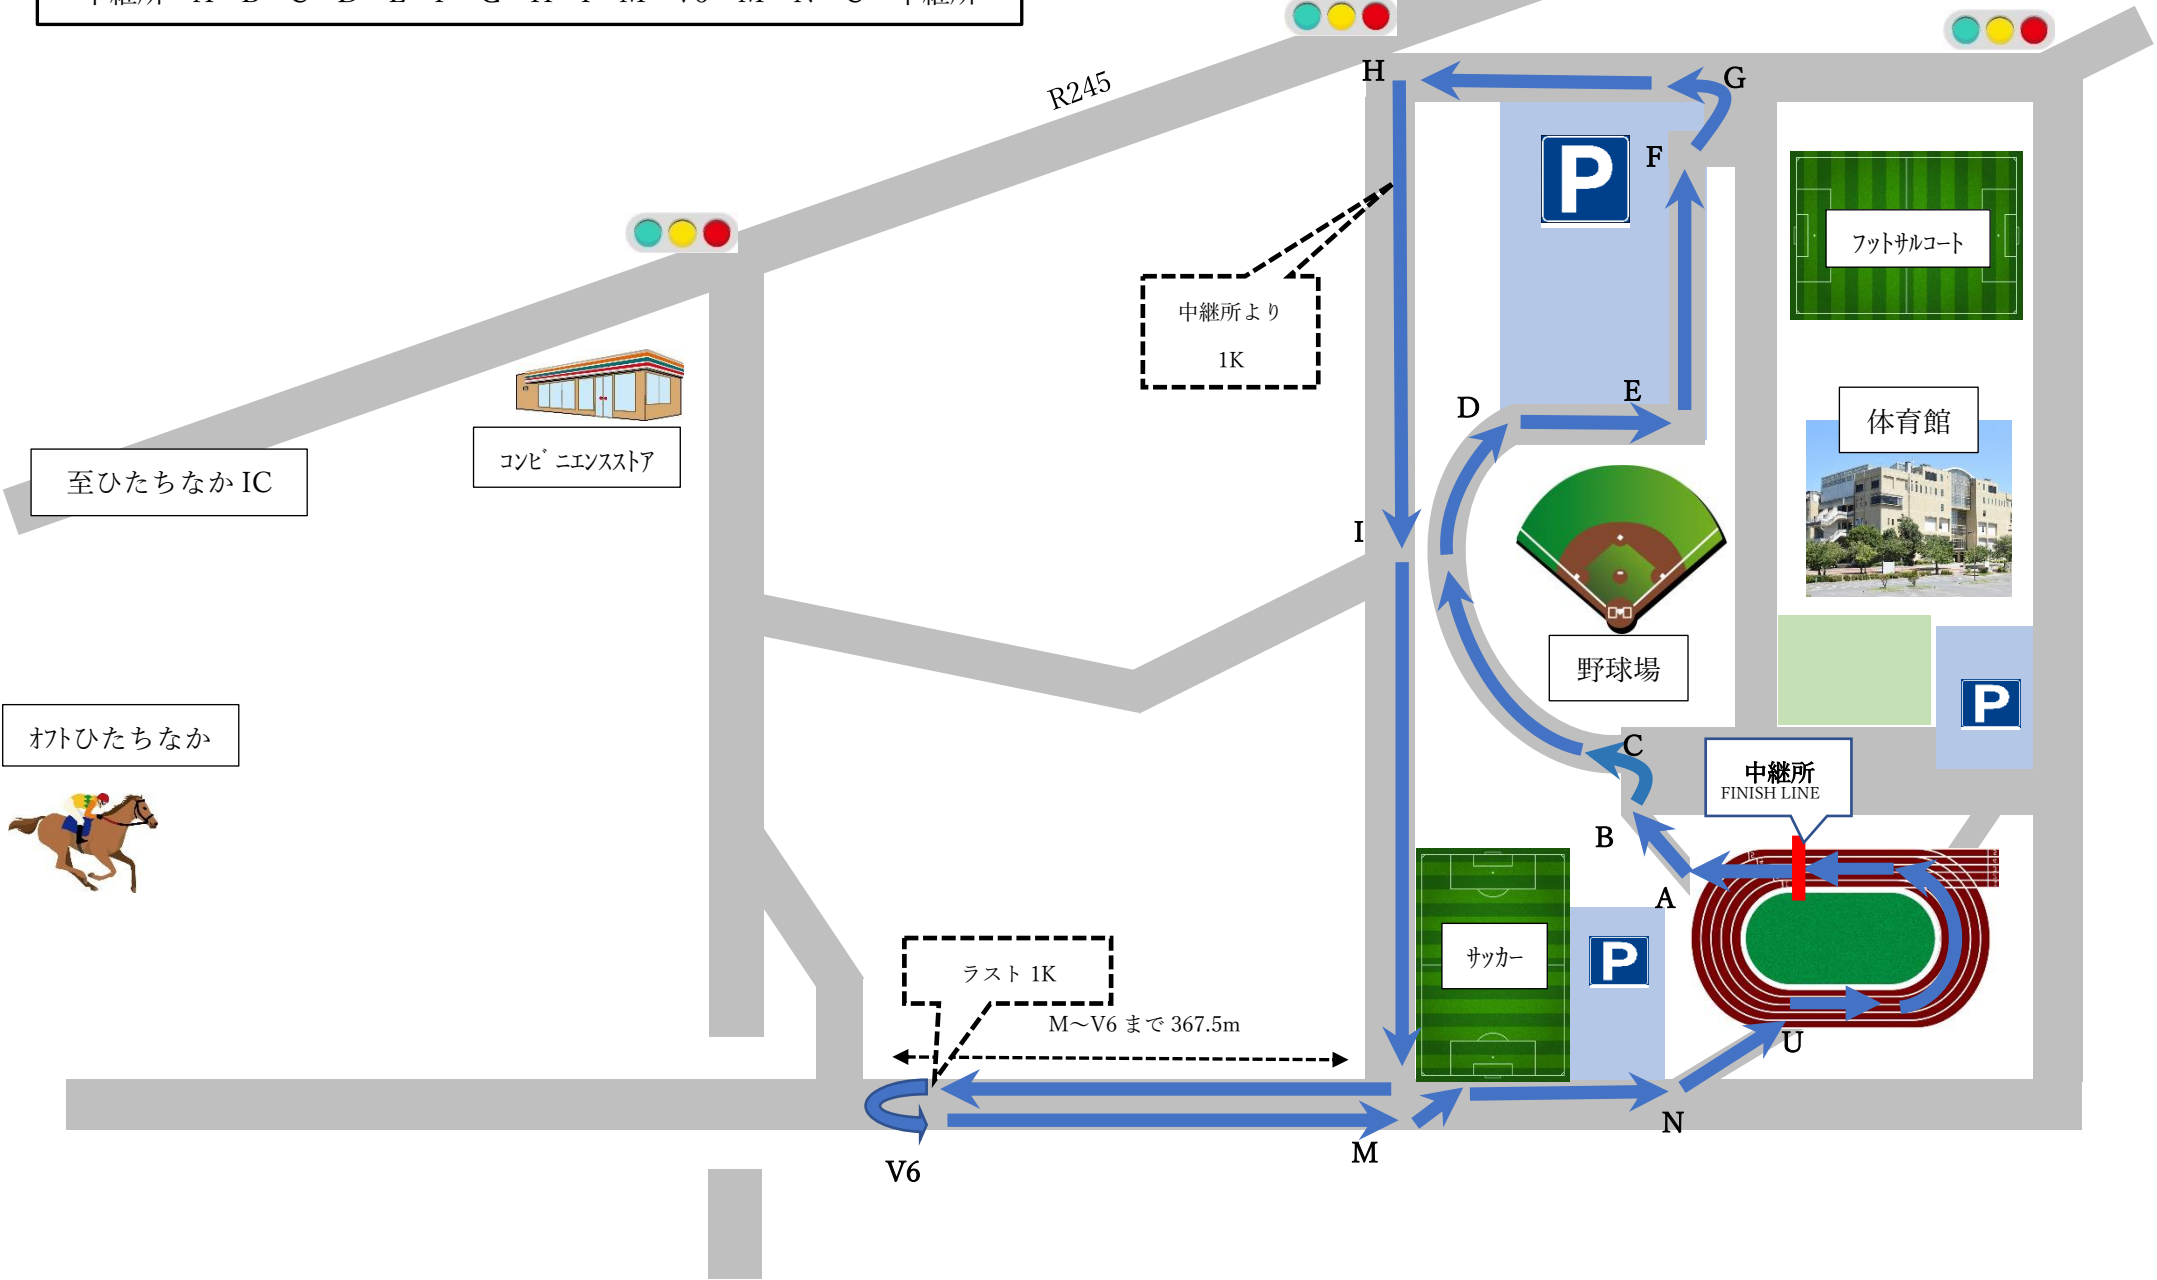 H
G
R245
F
フットサルコート
中継所より
1K
E
D
体育館
コンビニエンスストア
至ひたちなか IC
I
野球場
オフトひたちなか
C
中継所
FINISH LINE
B
A
サッカー
ラスト 1K
M～V6 まで 367.5m
U
N
M
V6
P
P
P